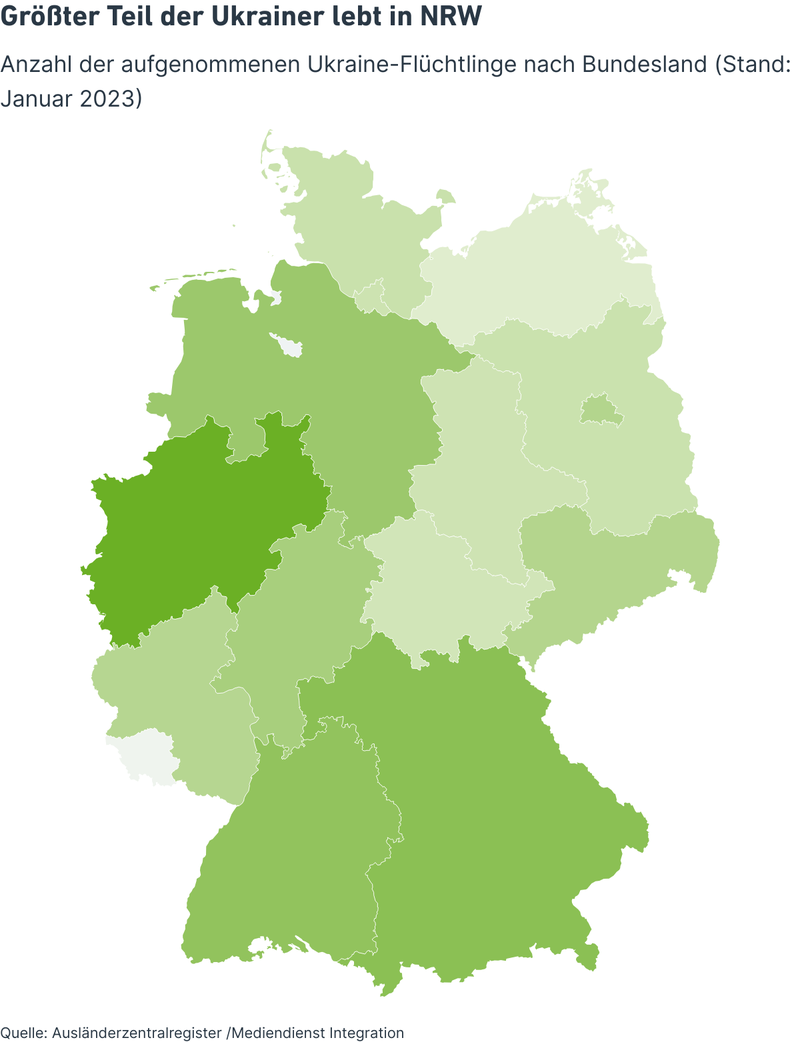 Größter Teil der Ukrainer lebt in NRW
Anzahl der aufgenommenen Ukraine-Flüchtlinge nach Bundesland (Stand:
Januar 2023)
Quelle: Ausländerzentralregister /Mediendienst Integration